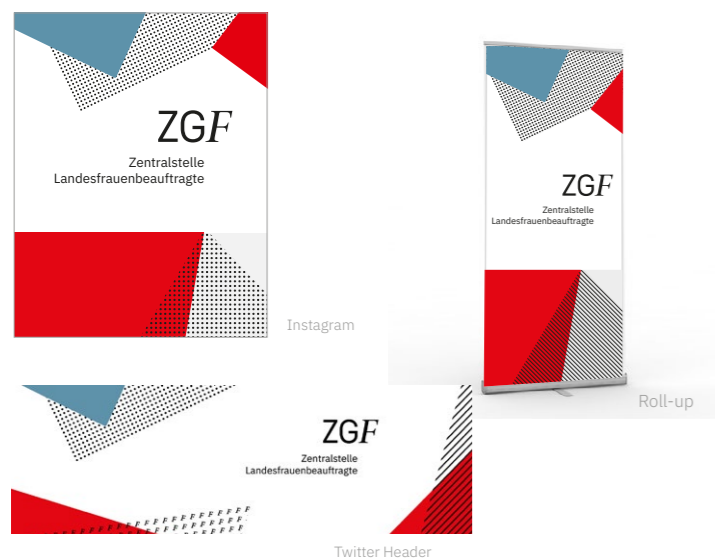 ZGF
Zentralstelle
Landesfrauenbeauftragte
Instagram
ZGF
Zentralstelle
Landesfrauenbeauftragte
Roll-up
ZGF
Zentralstelle
Landesfrauenbeauftragte
F F F F F F F F F
Twitter Header